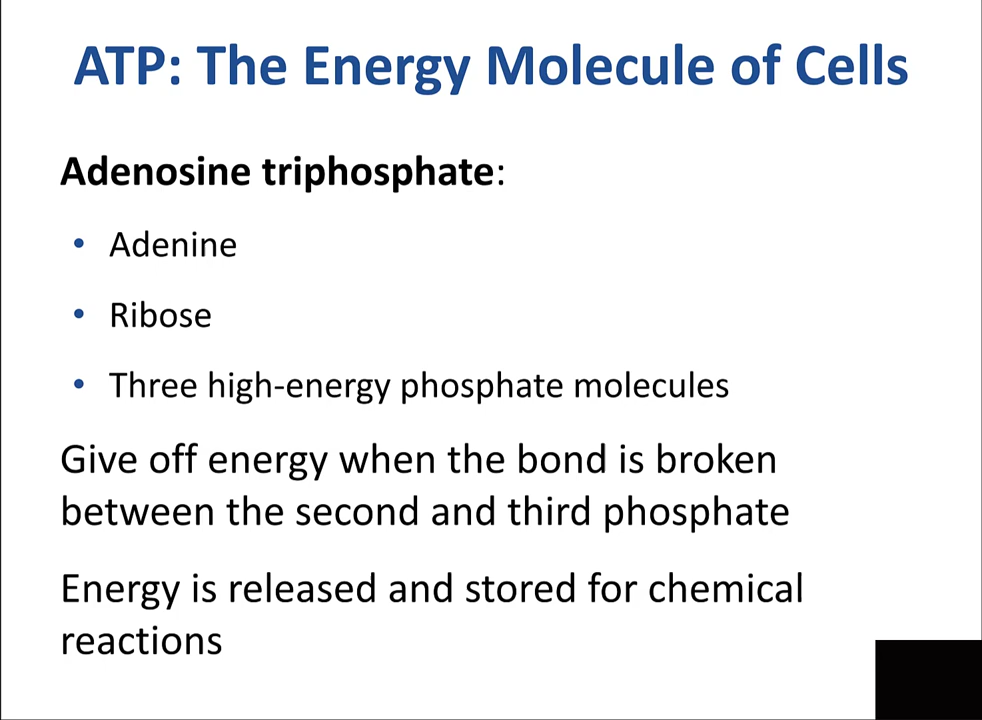 ATP: The Energy Molecule of Cells
Adenosine triphosphate:
• Adenine
• Ribose
• Three high-energy phosphate molecules
Give off energy when the bond is broken
between the second and third phosphate
Energy is released and stored for chemical
reactions